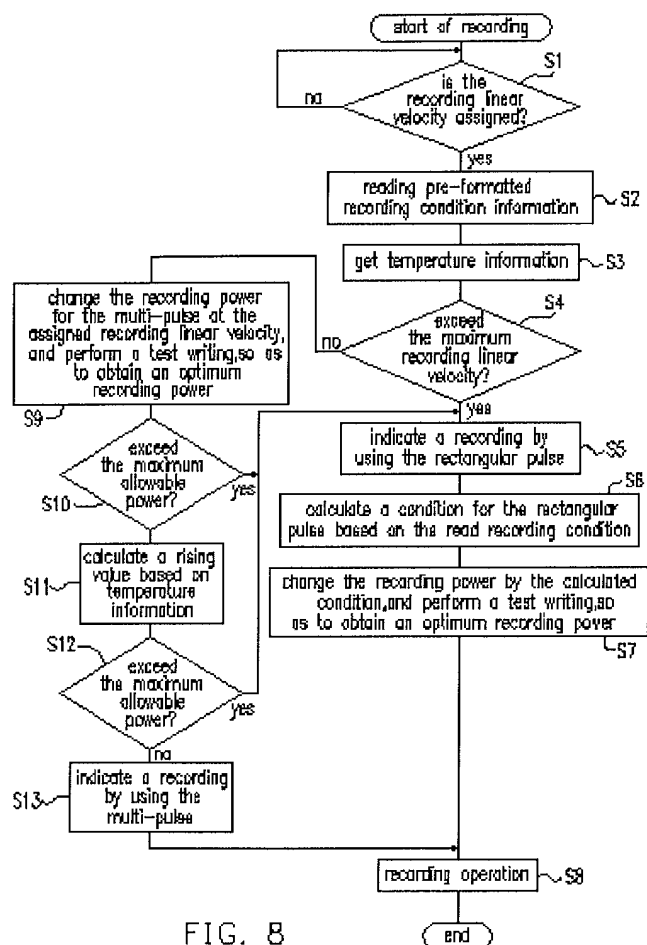 start of recording
S1
is the
recording linear
velocity assigned?
no
yes
reading pre-formatted
recording condition information
S2
get temperature information
S3
S4
exceed
the maximum
recording linear
velocity?
no
yes
change the recording power
for the multi-pulse at the
assigned recording linear velocity,
and perform a test writing,so as
to obtain an optimum
recording power
S9
indicate a recording by
using the rectangular pulse
S5
exceed
the maximum
allowable
power?
S10
yes
S6
calculate a condition for the rectangular
pulse based on the read recording condition
calculate a rising
value based on
temperature
information
S11
change the recording power by the calculated
condition,and perform a test writing,so
as to obtain an optimum recording power
S7
S12
exceed
the maximum
allowable
power?
yes
no
indicate a recording
by using the
multi-pulse
S13
recording operation
S8
end
FIG. 8